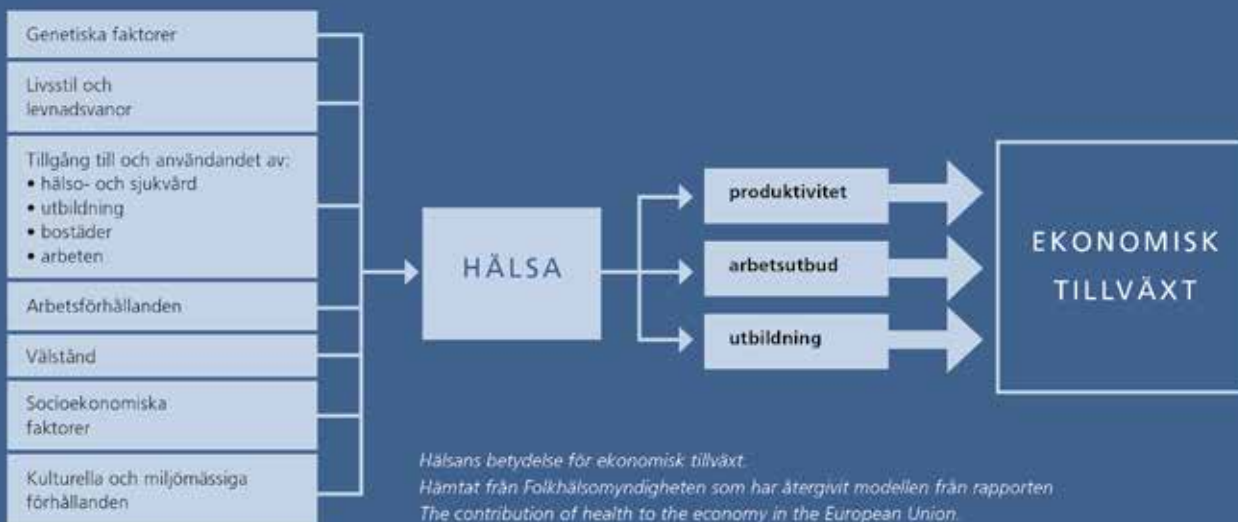 Genetiska faktorer
Livsstil och
levnadsvanor
Tillgång till och användandet av:
• hälso- och sjukvård
• utbildning
• bostäder
• arbeten
Arbetsförhållanden
Välstånd
Socioekonomiska
faktorer
Kulturella och miljömässiga
förhållanden
HÄLSA
produktivitet
arbetsutbud
utbildning
EKONOMISK
TILLVÄXT
Hälsans betydelse för ekonomisk tillväxt.
Hämtat från Folkhälsomyndigheten som har återgivit modellen från rapporten
The contribution of health to the economy in the European Union.